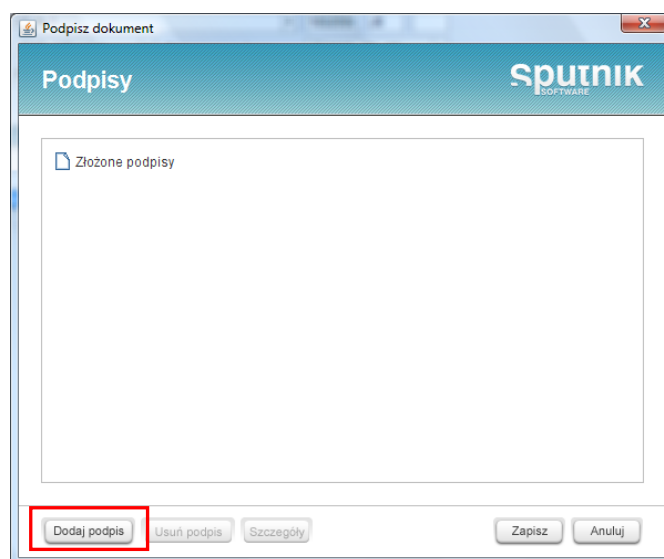 Podpisz dokument
Podpisy
Sputnik
SOFTWARE
Złożone podpisy
Dodaj podpis Usuń podpis Szczegóły Zapisz Anuluj